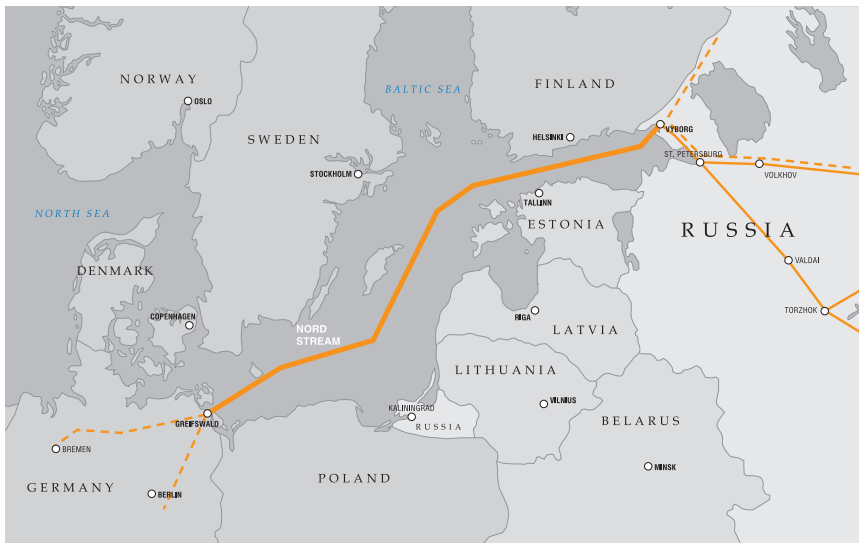 NORWAY
OSLO
BALTIC SEA
FINLAND
SWEDEN
HELSINKI
VYBORG
ST. PETERSBURG
VOLKHOV
STOCKHOLM
NORTH SEA
TALLINN
ESTONIA
RUSSIA
DENMARK
VALDAI
COPENHAGEN
RIGA
TORZHOK
NORD
STREAM
LATVIA
LITHUANIA
KALININGRAD
VILNIUS
GREIFSWALD
RUSSIA
BELARUS
BREMEN
MINSK
GERMANY
BERLIN
POLAND